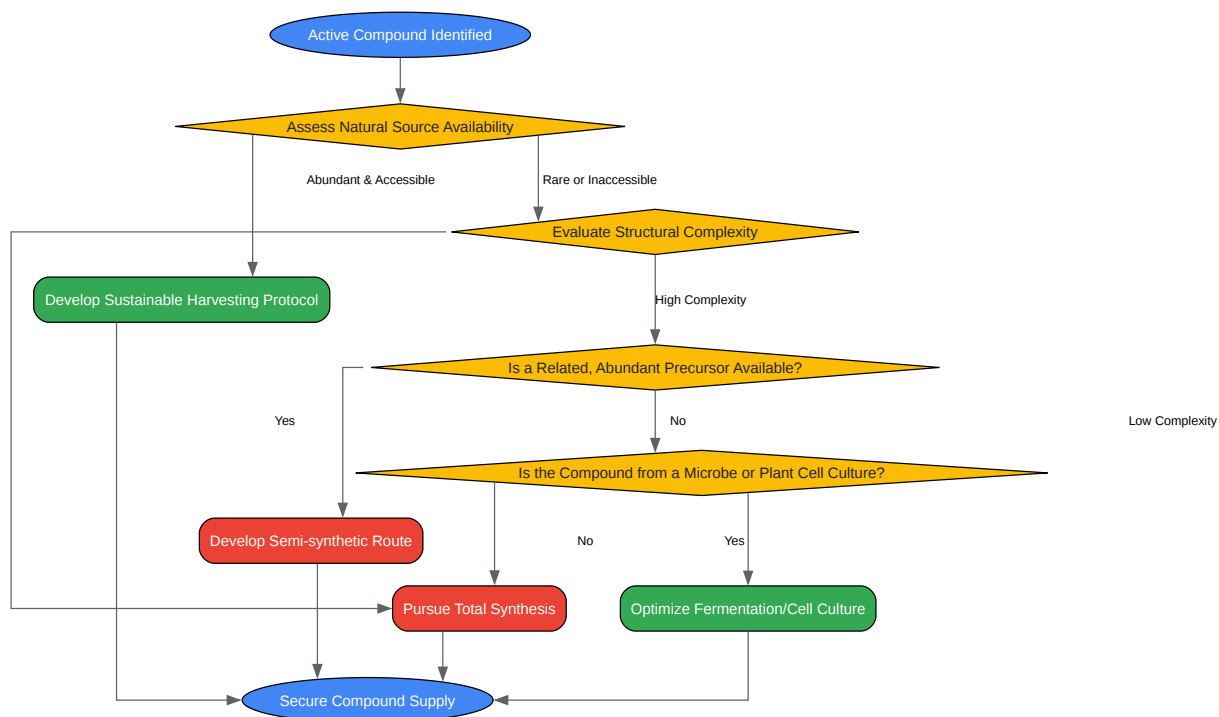 Active Compound Identified
Assess Natural Source Availability
Abundant & Accessible
Rare or Inaccessible
Evaluate Structural Complexity
Develop Sustainable Harvesting Protocol
High Complexity
Is a Related, Abundant Precursor Available?
Yes
No
Low Complexity
Is the Compound from a Microbe or Plant Cell Culture?
Develop Semi-synthetic Route
No
Yes
Pursue Total Synthesis
Optimize Fermentation/Cell Culture
Secure Compound Supply